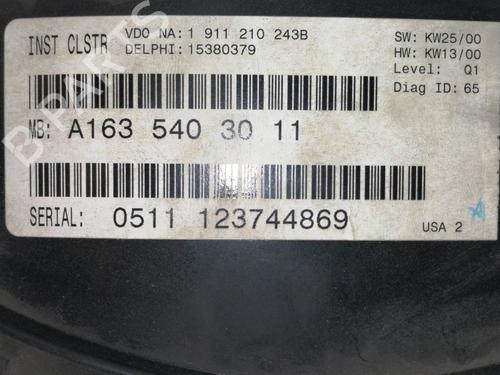 INST CLSTR
VDO NA: 1 911 210 243B
DELPHI: 15380379
SW: KW25/00
HW: KW13/00
Level: Q1
Diag ID: 65
MB: A163 540 30 11
SERIAL: 0511 123744869
USA 2
B-PARTS